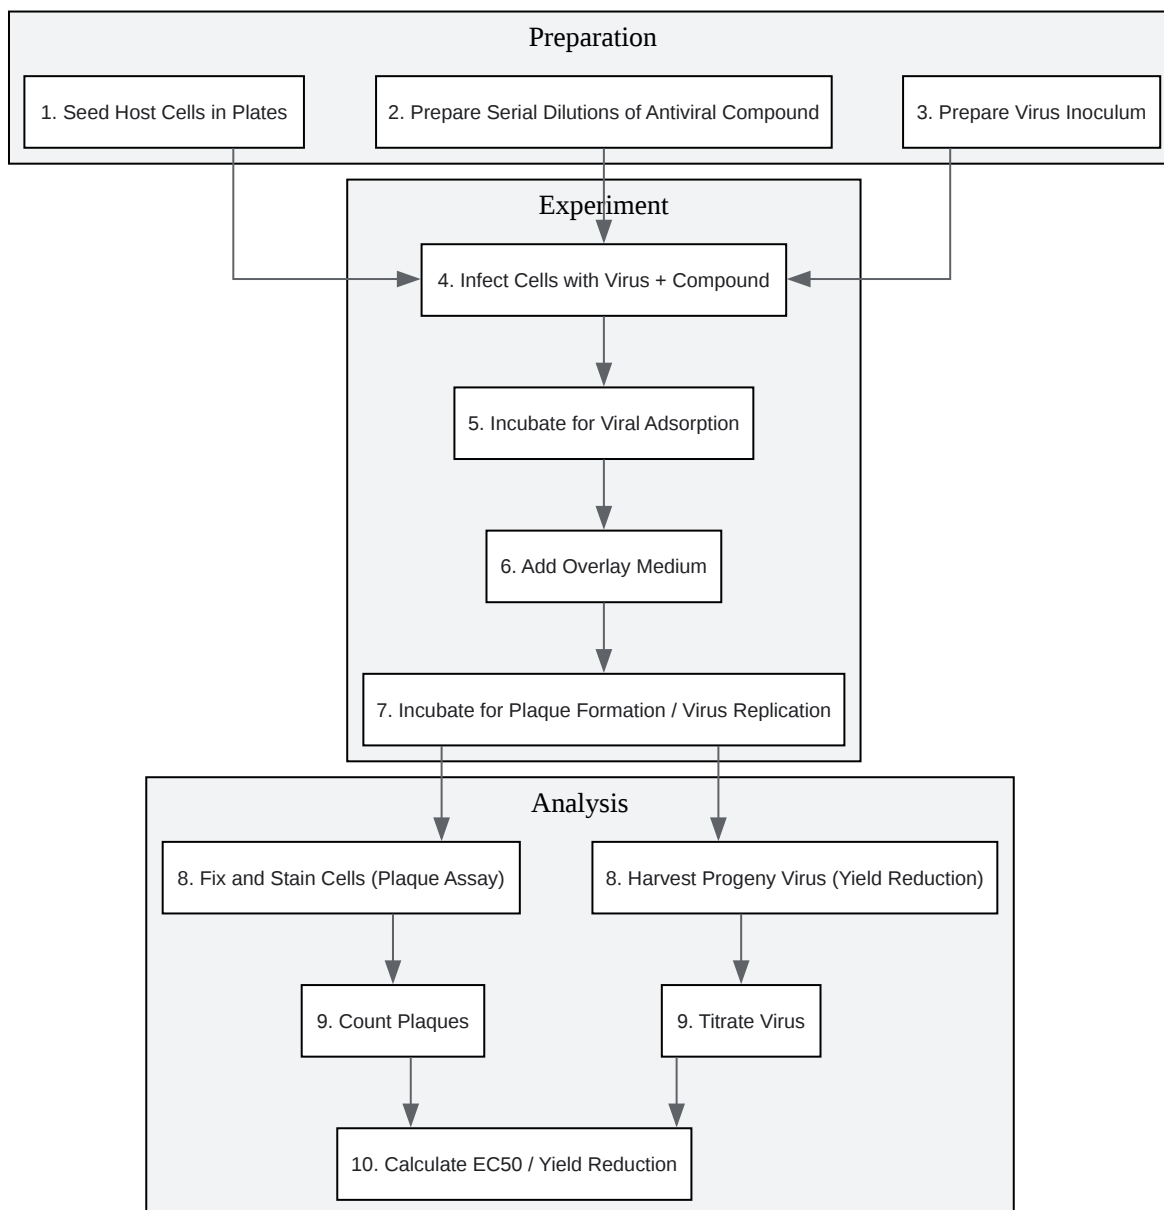 Preparation
1. Seed Host Cells in Plates
2. Prepare Serial Dilutions of Antiviral Compound
3. Prepare Virus Inoculum
Experiment
4. Infect Cells with Virus + Compound
5. Incubate for Viral Adsorption
6. Add Overlay Medium
7. Incubate for Plaque Formation / Virus Replication
Analysis
8. Fix and Stain Cells (Plaque Assay)
8. Harvest Progeny Virus (Yield Reduction)
9. Count Plaques
9. Titrate Virus
10. Calculate EC50 / Yield Reduction